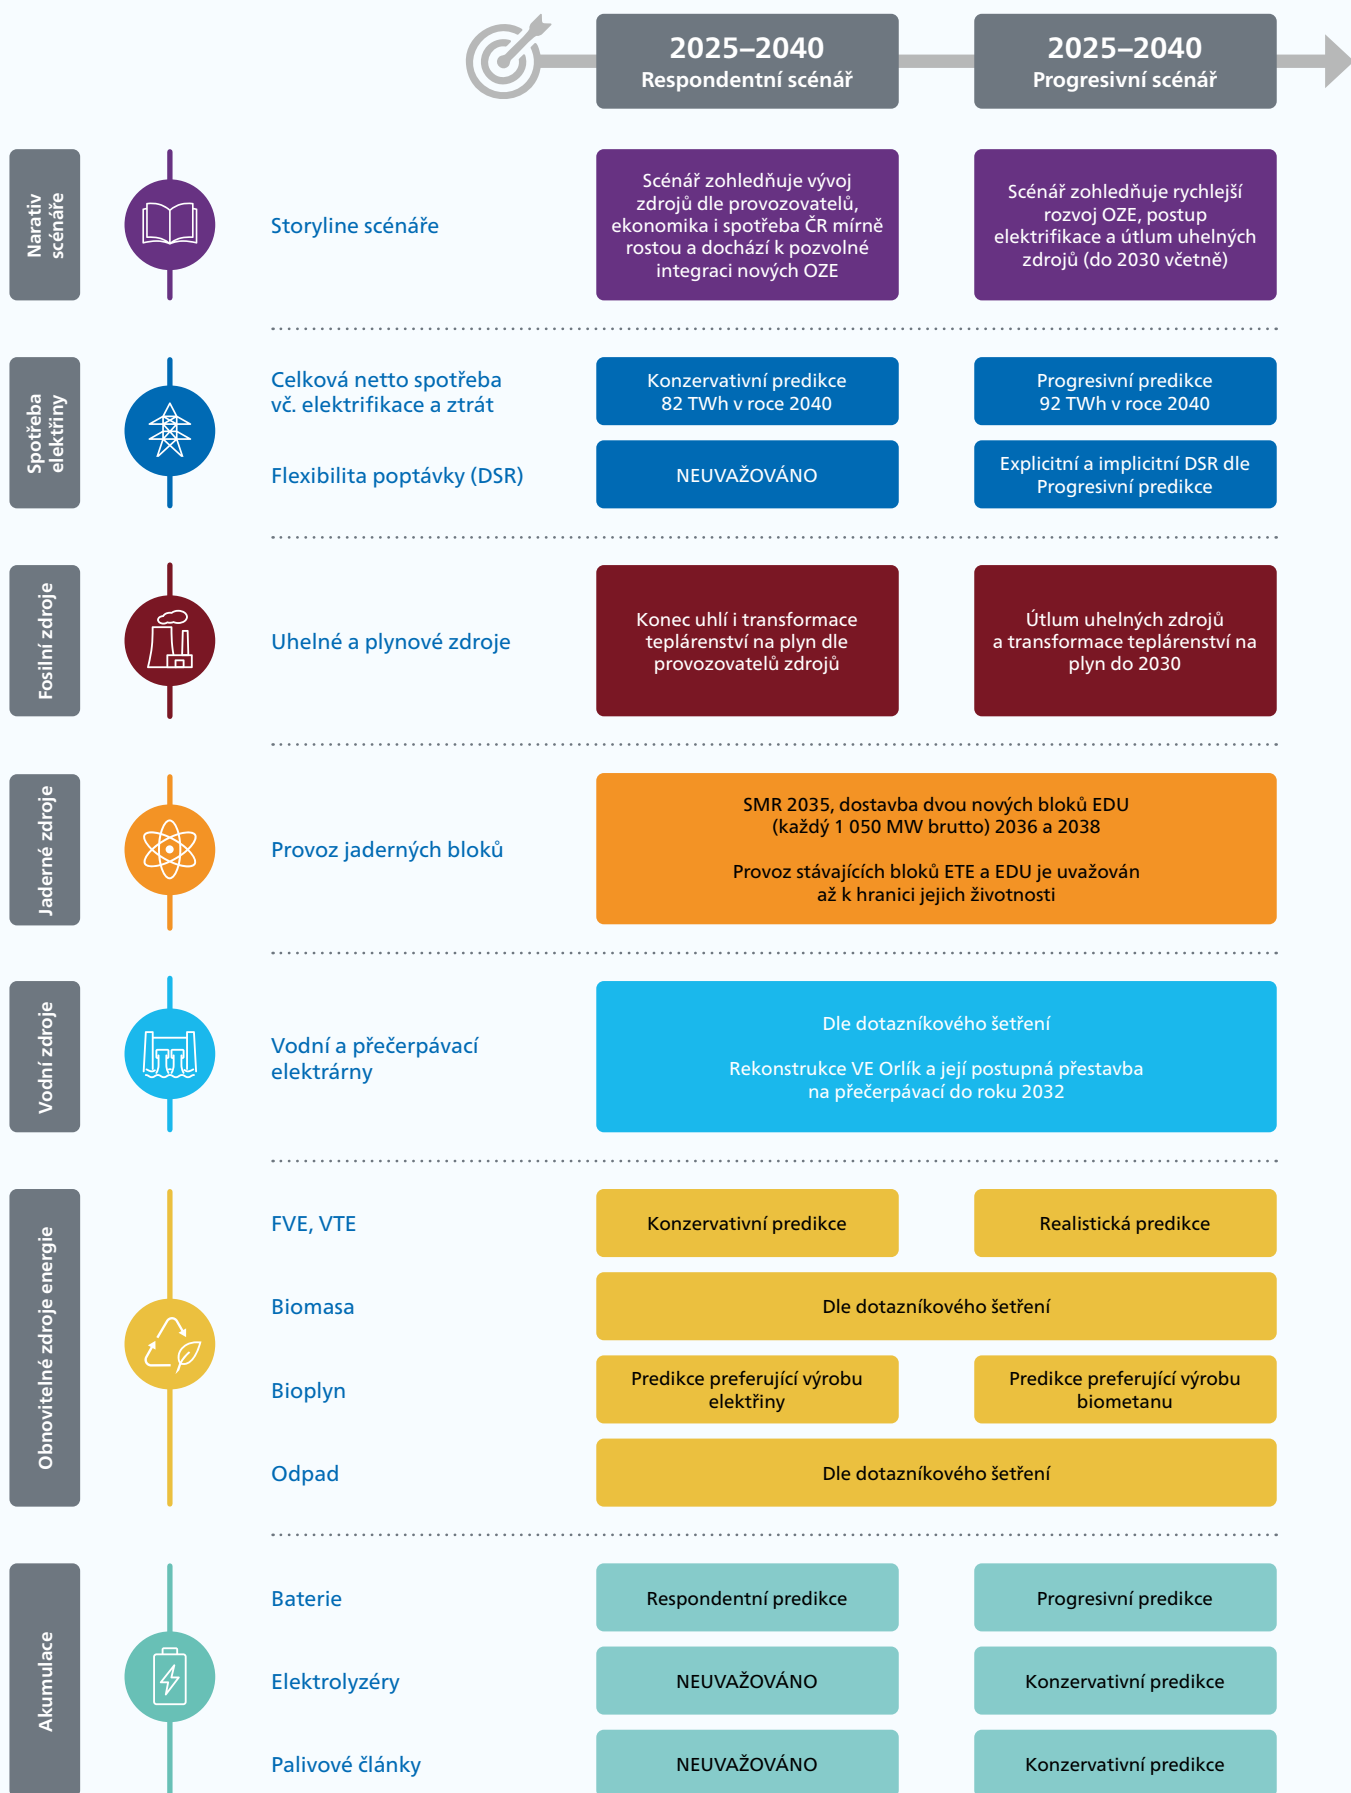 2025–2040
Respondentní scénář
2025–2040
Progresivní scénář
Narativ
scénáře
Storyline scénáře
Scénář zohledňuje vývoj
zdrojů dle provozovatelů,
ekonomika i spotřeba ČR mírně
rostou a dochází k pozvolné
integraci nových OZE
Scénář zohledňuje rychlejší
rozvoj OZE, postup
elektrifikace a útlum uhelných
zdrojů (do 2030 včetně)
Spotřeba
elektřiny
Celková netto spotřeba
vč. elektrifikace a ztrát
Konzervativní predikce
82 TWh v roce 2040
Progresivní predikce
92 TWh v roce 2040
Flexibilita poptávky (DSR)
NEUVAŽOVÁNO
Explicitní a implicitní DSR dle
Progresivní predikce
Fosilní zdroje
Uhelné a plynové zdroje
Konec uhlí i transformace
teplárenství na plyn dle
provozovatelů zdrojů
Útlum uhelných zdrojů
a transformace teplárenství na
plyn do 2030
Jaderné zdroje
Provoz jaderných bloků
SMR 2035, dostavba dvou nových bloků EDU
(každý 1 050 MW brutto) 2036 a 2038
Provoz stávajících bloků ETE a EDU je uvažován
až k hranici jejich životnosti
Vodní zdroje
Vodní a přečerpávací
elektrárny
Dle dotazníkového šetření
Rekonstrukce VE Orlík a její postupná přestavba
na přečerpávací do roku 2032
Obnovitelné zdroje energie
FVE, VTE
Konzervativní predikce
Realistická predikce
Biomasa
Dle dotazníkového šetření
Bioplyn
Predikce preferující výrobu
elektřiny
Predikce preferující výrobu
biometanu
Odpad
Dle dotazníkového šetření
Akumulace
Baterie
Respondentní predikce
Progresivní predikce
Elektrolyzéry
NEUVAŽOVÁNO
Konzervativní predikce
Palivové články
NEUVAŽOVÁNO
Konzervativní predikce